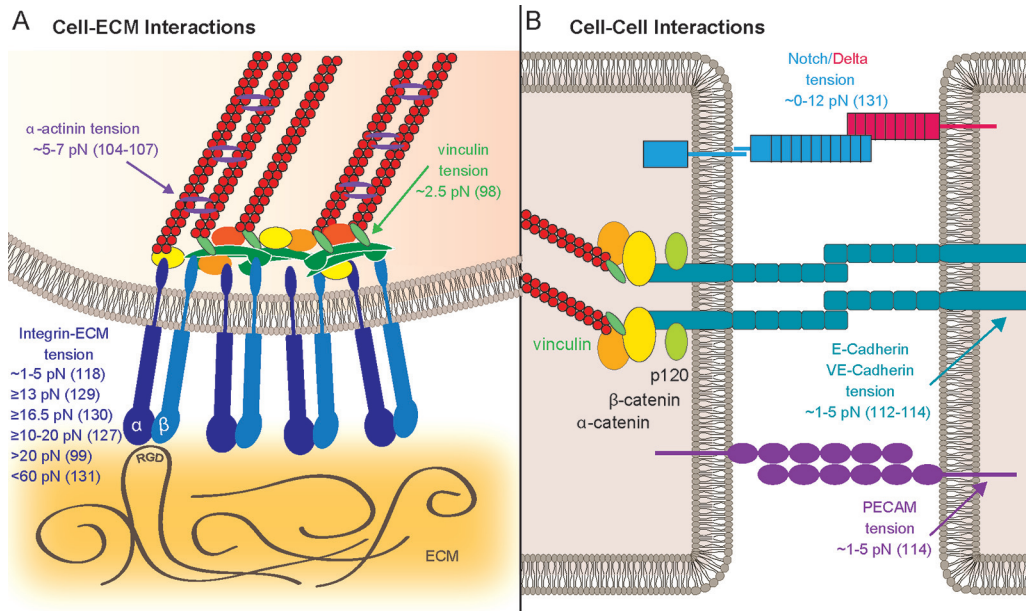 A
Cell-ECM Interactions
α-actinin tension
~5-7 pN (104-107)
vinculin
tension
~2.5 pN (98)
Integrin-ECM
tension
~1-5 pN (118)
≥13 pN (129)
≥16.5 pN (130)
≥10-20 pN (127)
>20 pN (99)
<60 pN (131)
α
β
RGD
ECM
B
Cell-Cell Interactions
Notch/Delta
tension
~0-12 pN (131)
vinculin
p120
β-catenin
α-catenin
E-Cadherin
VE-Cadherin
tension
~1-5 pN (112-114)
PECAM
tension
~1-5 pN (114)